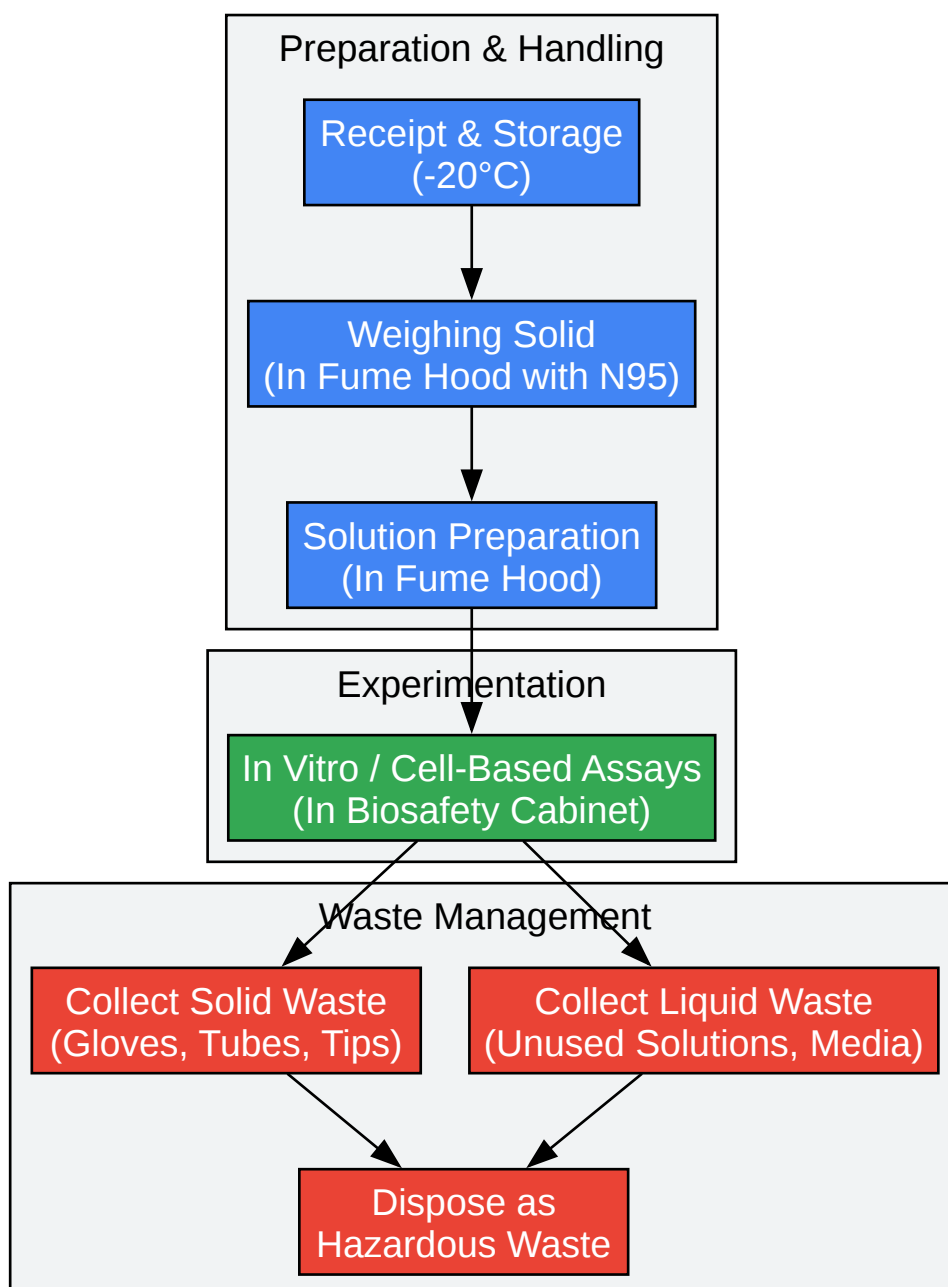 Preparation & Handling
Receipt & Storage
(-20°C)
Weighing Solid
(In Fume Hood with N95)
Solution Preparation
(In Fume Hood)
Experimentation
In Vitro / Cell-Based Assays
(In Biosafety Cabinet)
Waste Management
Collect Solid Waste
(Gloves, Tubes, Tips)
Collect Liquid Waste
(Unused Solutions, Media)
Dispose as
Hazardous Waste